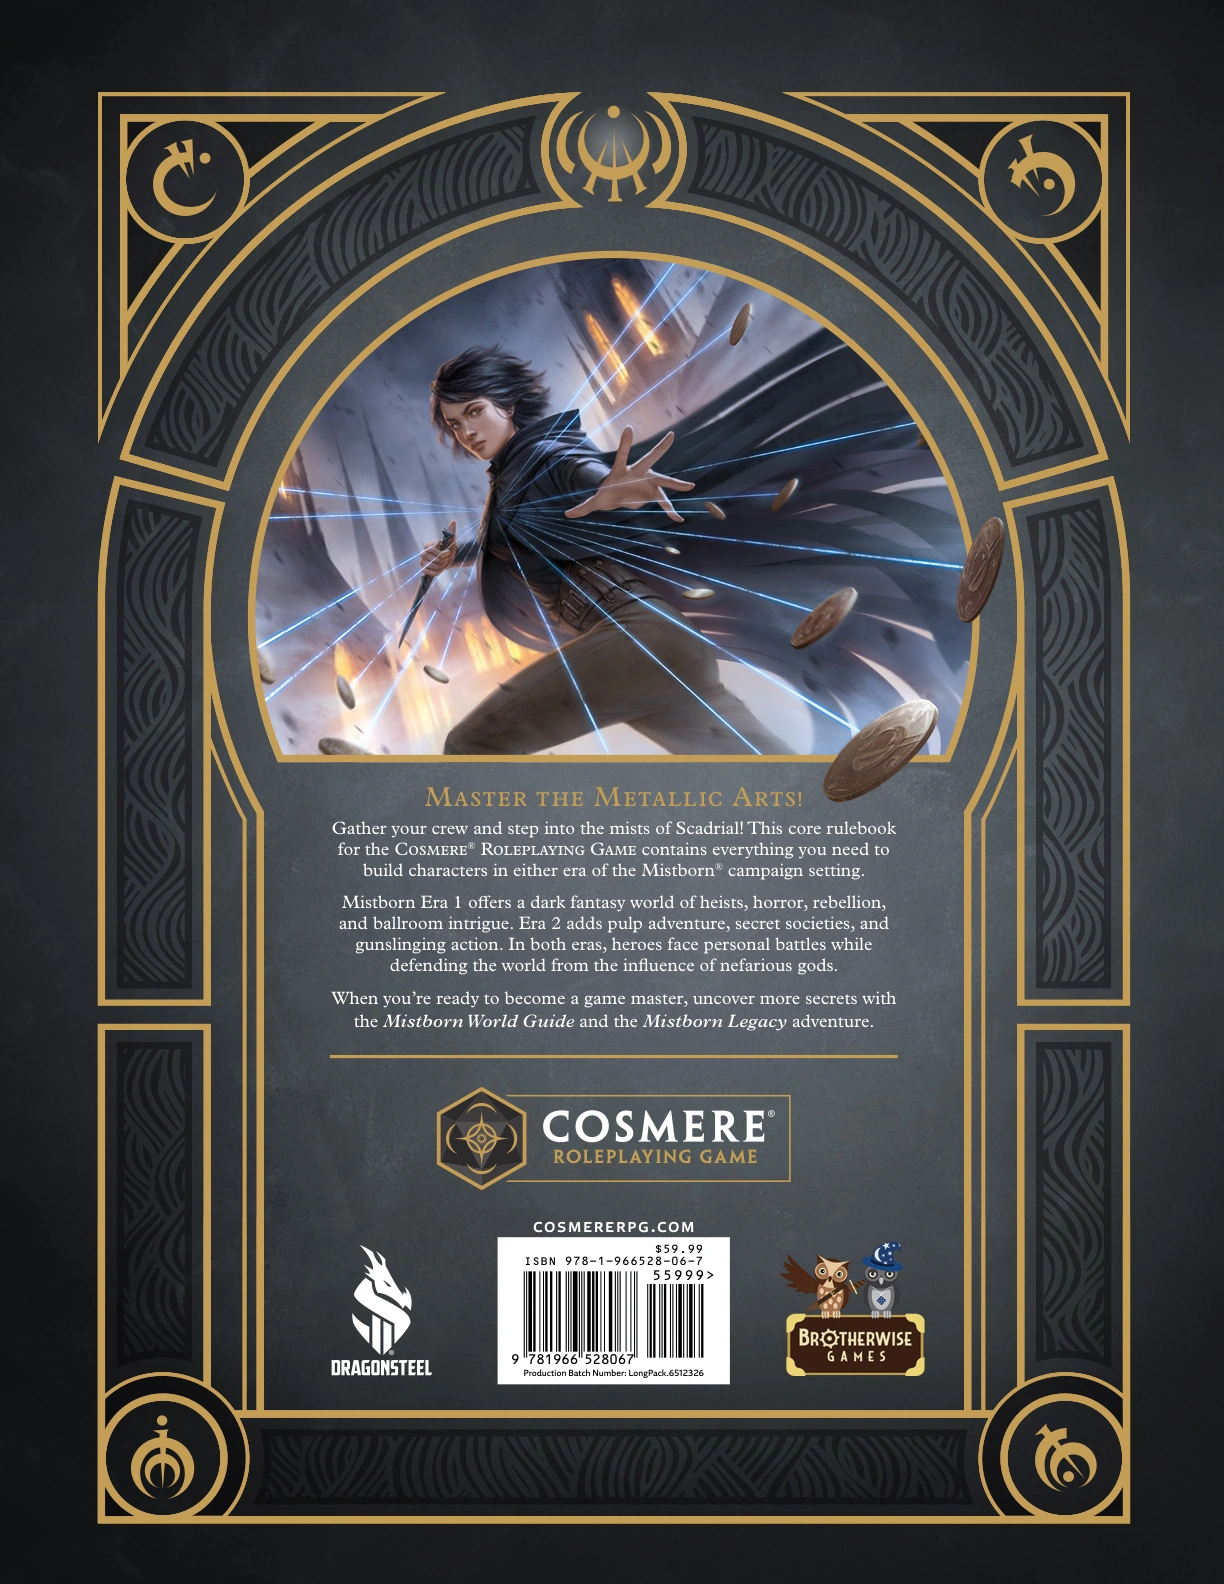 Master the Metallic Arts!
Gather your crew and step into the mists of Scadrial! This core rulebook
for the Cosmere® Roleplaying Game contains everything you need to
build characters in either era of the Mistborn® campaign setting.
Mistborn Era 1 offers a dark fantasy world of heists, horror, rebellion,
and ballroom intrigue. Era 2 adds pulp adventure, secret societies, and
gunslinging action. In both eras, heroes face personal battles while
defending the world from the influence of nefarious gods.
When you’re ready to become a game master, uncover more secrets with
the Mistborn World Guide and the Mistborn Legacy adventure.
COSMERE®
ROLEPLAYING GAME
COSMERERPG.COM
$59.99
ISBN 978-1-966528-06-7
55999>
9 781966 528067
Production Batch Number: LongPack.6512326
DRAGONSTEEL®
BROTHERWISE
GAMES